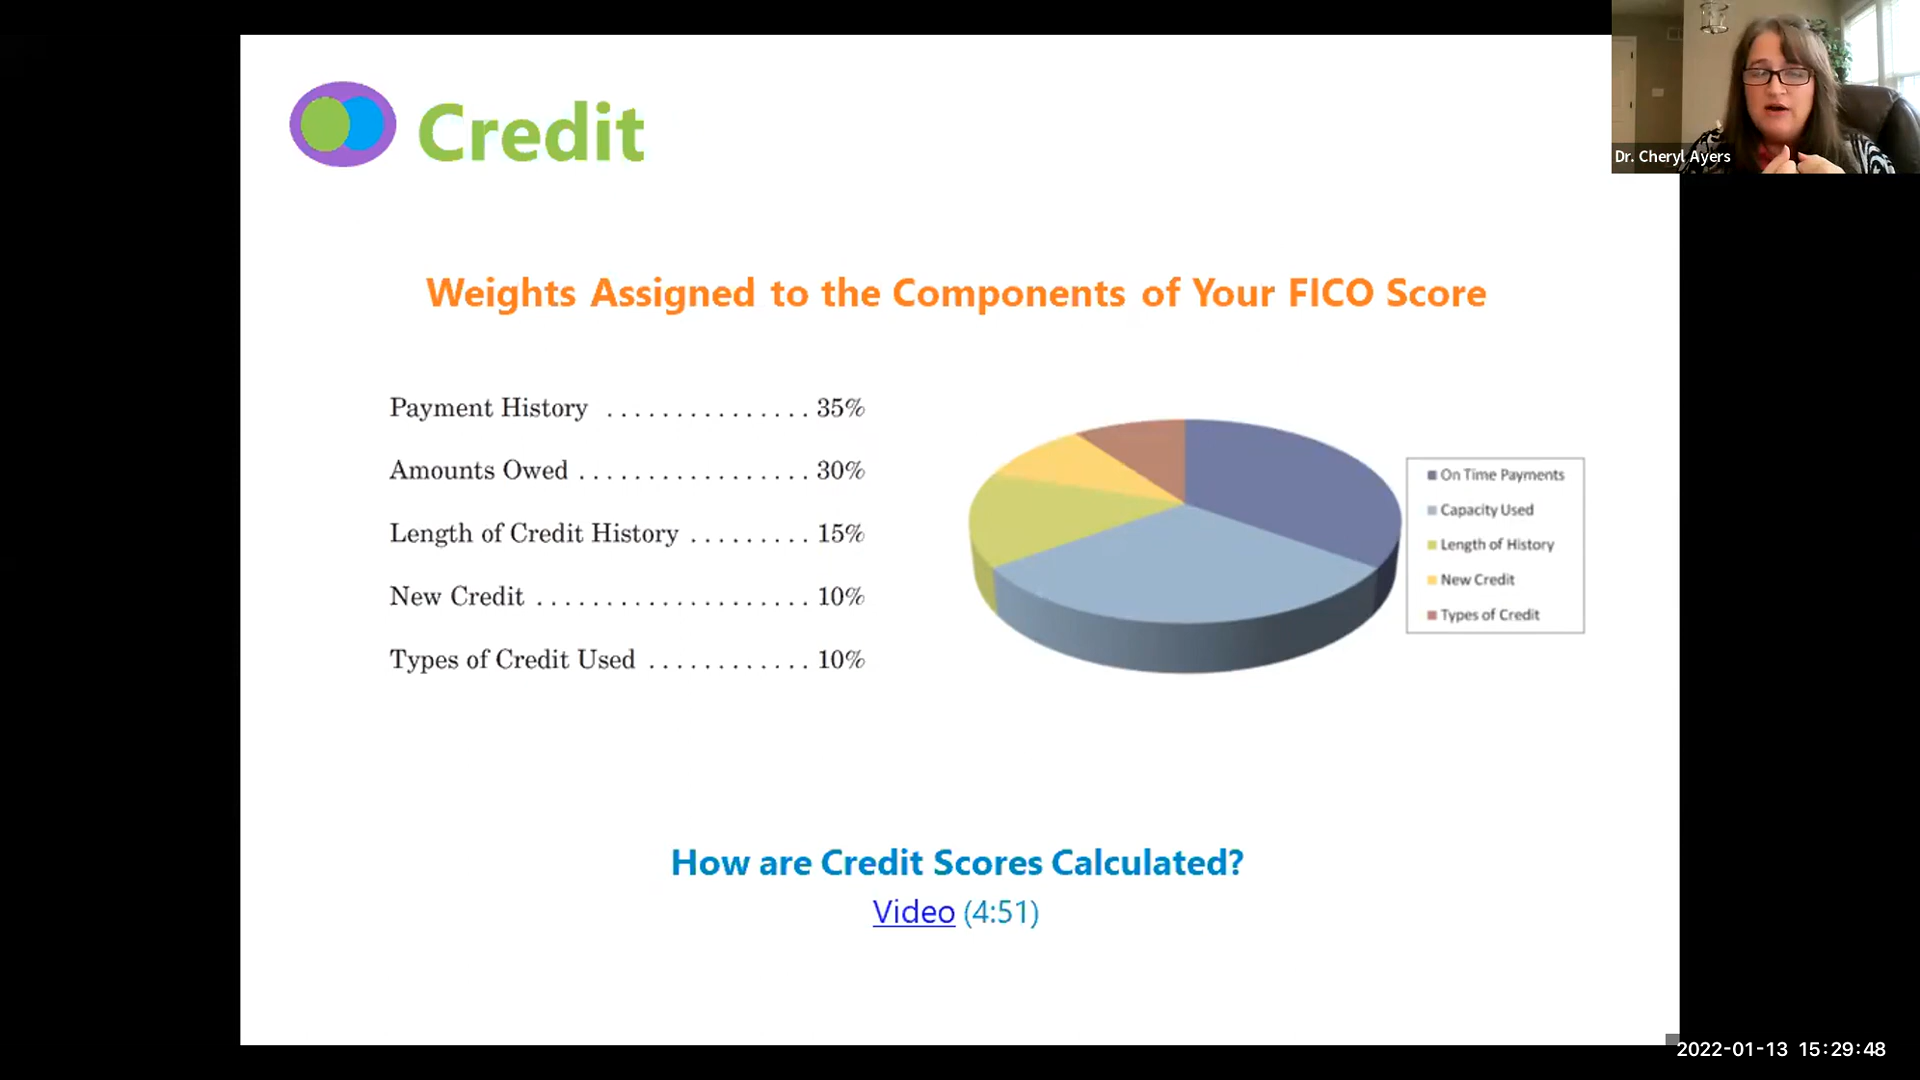 Credit
Dr. Cheryl Ayers
Weights Assigned to the Components of Your FICO Score
Payment History ............... 35%
Amounts Owed ................. 30%
Length of Credit History ......... 15%
New Credit .................... 10%
Types of Credit Used ............ 10%
On Time Payments
Capacity Used
Length of History
New Credit
Types of Credit
How are Credit Scores Calculated?
Video (4:51)
2022-01-13 15:29:48